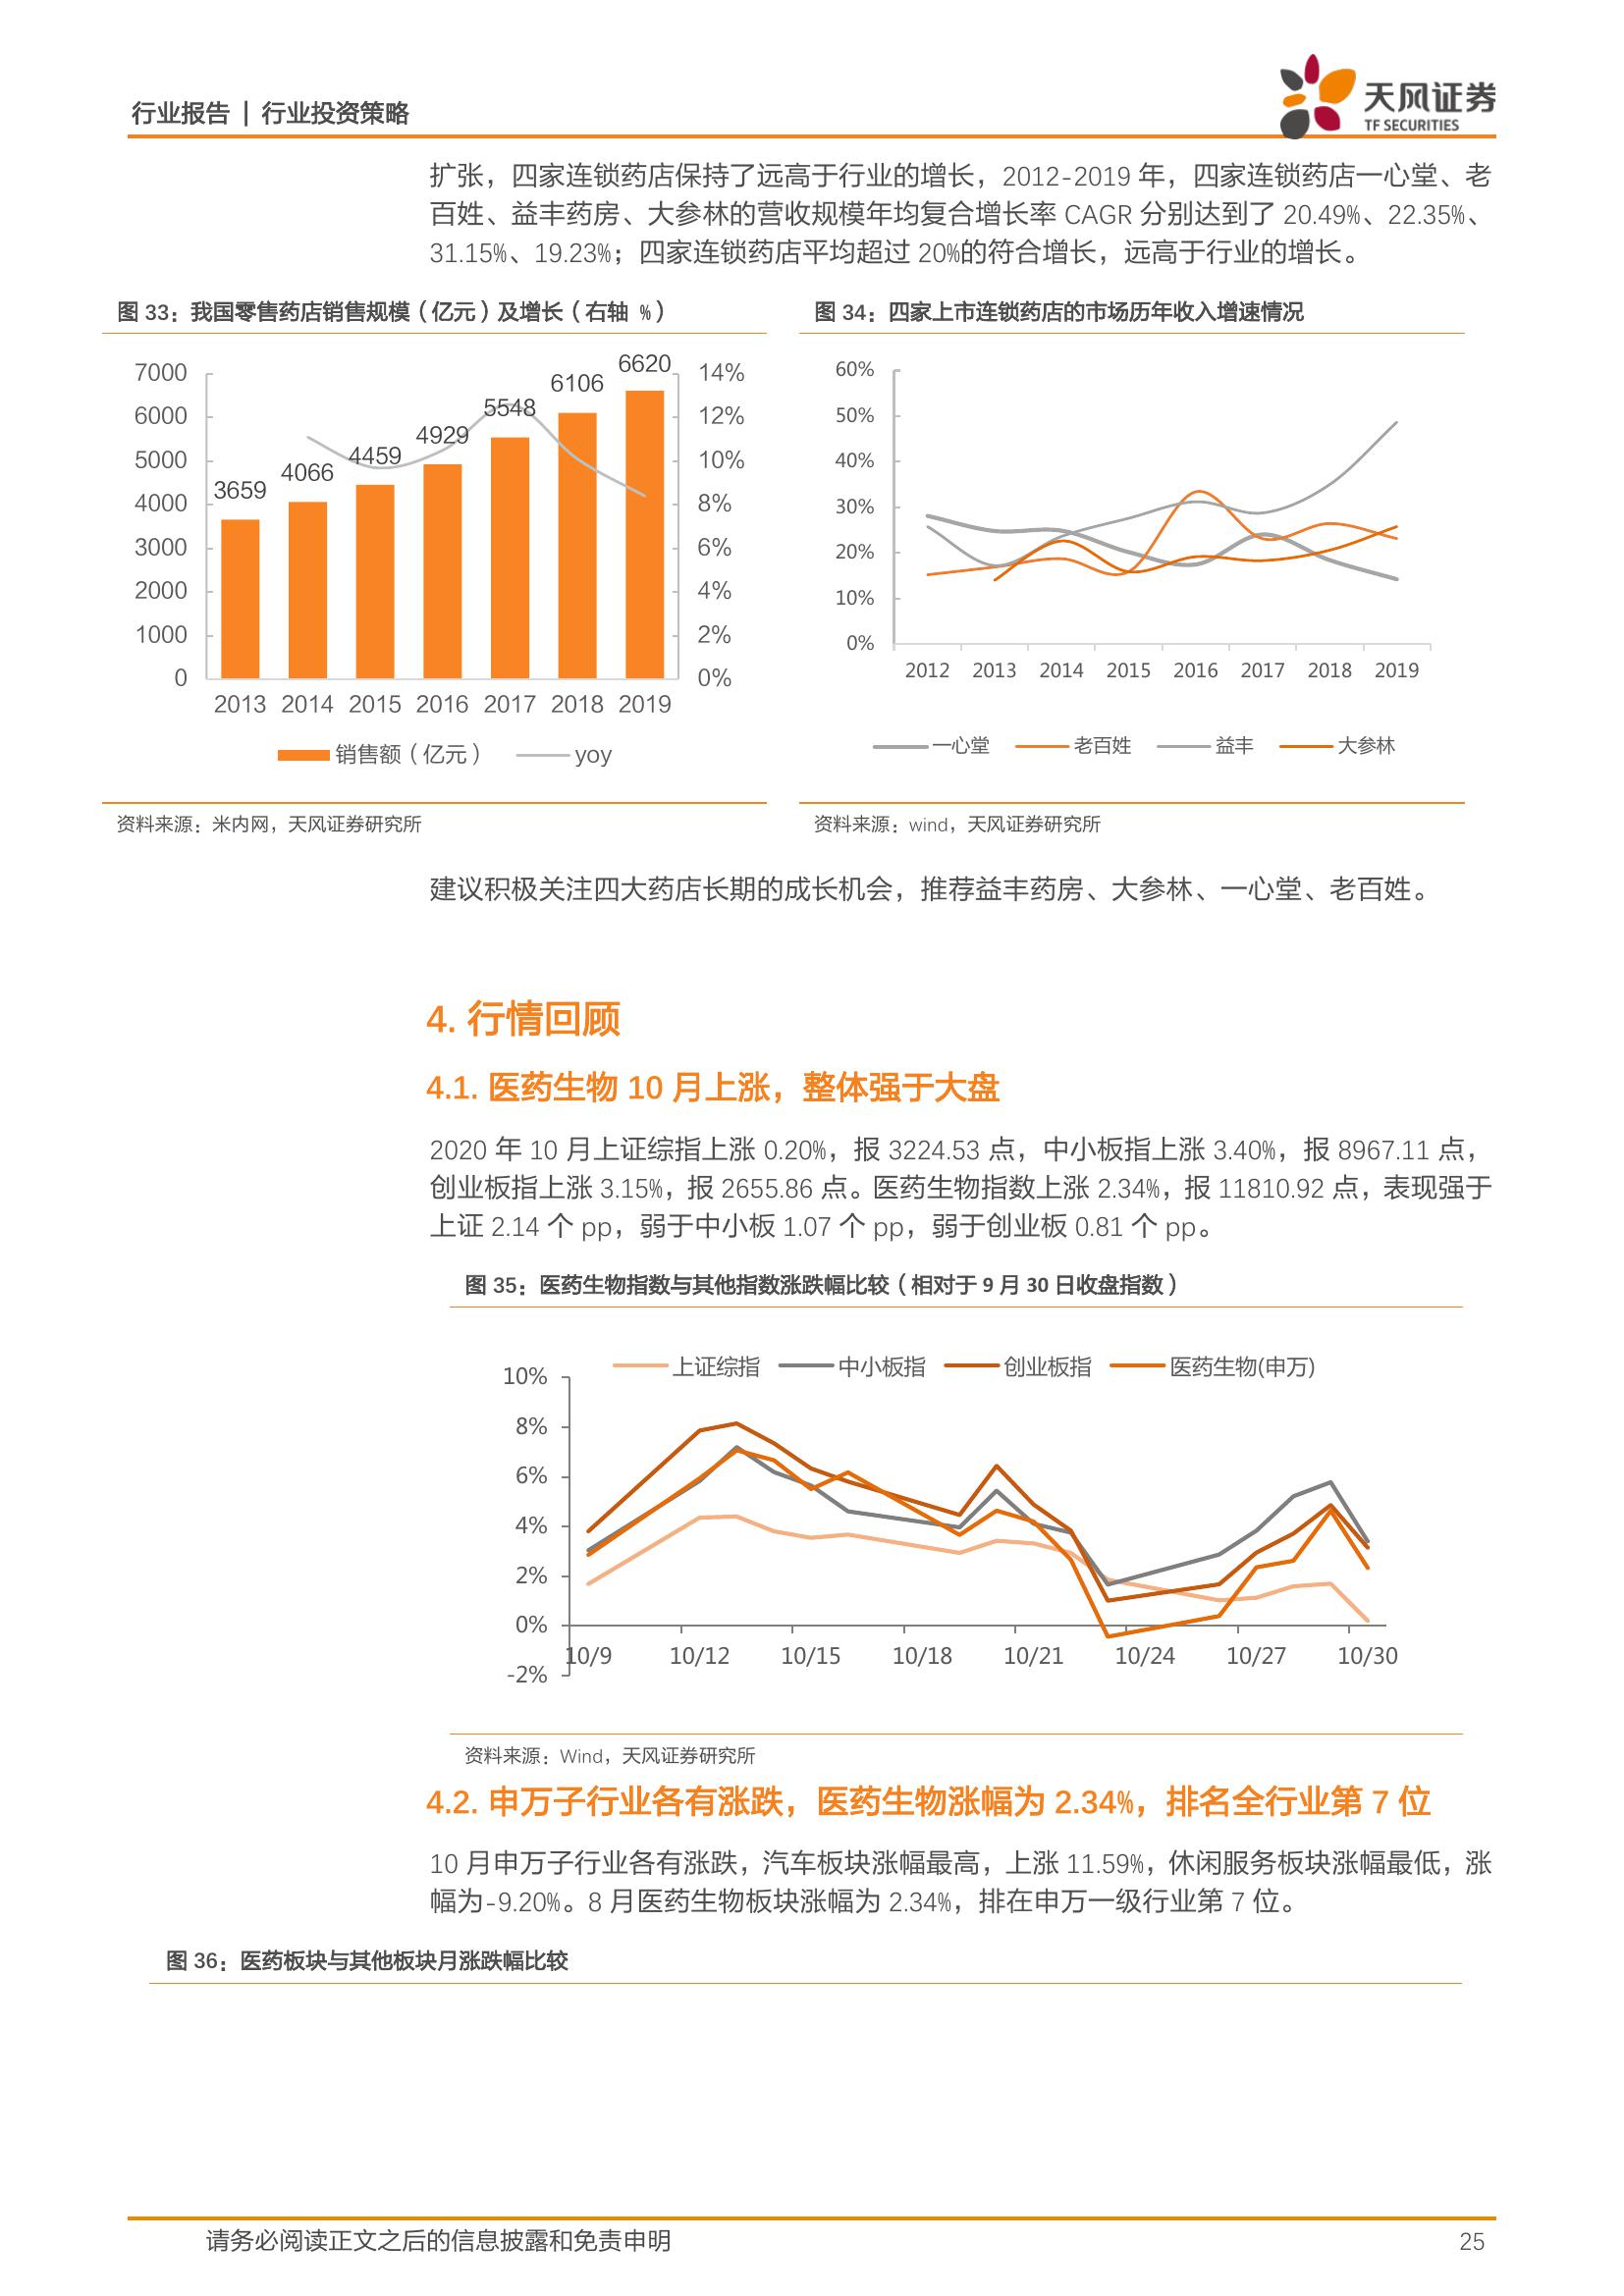 行业报告 | 行业投资策略
天风证券
TF SECURITIES
扩张，四家连锁药店保持了远高于行业的增长，2012-2019 年，四家连锁药店一心堂、老
百姓、益丰药房、大参林的营收规模年均复合增长率 CAGR 分别达到了 20.49%、22.35%、
31.15%、19.23%；四家连锁药店平均超过 20%的符合增长，远高于行业的增长。
图 33：我国零售药店销售规模（亿元）及增长（右轴 %）
7000
6000
5000
4000
3000
2000
1000
0
3659
4066
4459
4929
5548
6106
6620
14%
12%
10%
8%
6%
4%
2%
0%
2013 2014 2015 2016 2017 2018 2019
销售额（亿元） yoy
资料来源：米内网，天风证券研究所
图 34：四家上市连锁药店的市场历年收入增速情况
60%
50%
40%
30%
20%
10%
0%
2012 2013 2014 2015 2016 2017 2018 2019
一心堂 老百姓 益丰 大参林
资料来源：wind，天风证券研究所
建议积极关注四大药店长期的成长机会，推荐益丰药房、大参林、一心堂、老百姓。
4. 行情回顾
4.1. 医药生物 10 月上涨，整体强于大盘
2020 年 10 月上证综指上涨 0.20%，报 3224.53 点，中小板指上涨 3.40%，报 8967.11 点，
创业板指上涨 3.15%，报 2655.86 点。医药生物指数上涨 2.34%，报 11810.92 点，表现强于
上证 2.14 个 pp，弱于中小板 1.07 个 pp，弱于创业板 0.81 个 pp。
图 35：医药生物指数与其他指数涨跌幅比较（相对于 9 月 30 日收盘指数）
上证综指 中小板指 创业板指 医药生物(申万)
10%
8%
6%
4%
2%
0%
-2%
10/9 10/12 10/15 10/18 10/21 10/24 10/27 10/30
资料来源：Wind，天风证券研究所
4.2. 申万子行业各有涨跌，医药生物涨幅为 2.34%，排名全行业第 7 位
10 月申万子行业各有涨跌，汽车板块涨幅最高，上涨 11.59%，休闲服务板块涨幅最低，涨
幅为-9.20%。8 月医药生物板块涨幅为 2.34%，排在申万一级行业第 7 位。
图 36：医药板块与其他板块月涨跌幅比较
请务必阅读正文之后的信息披露和免责申明
25